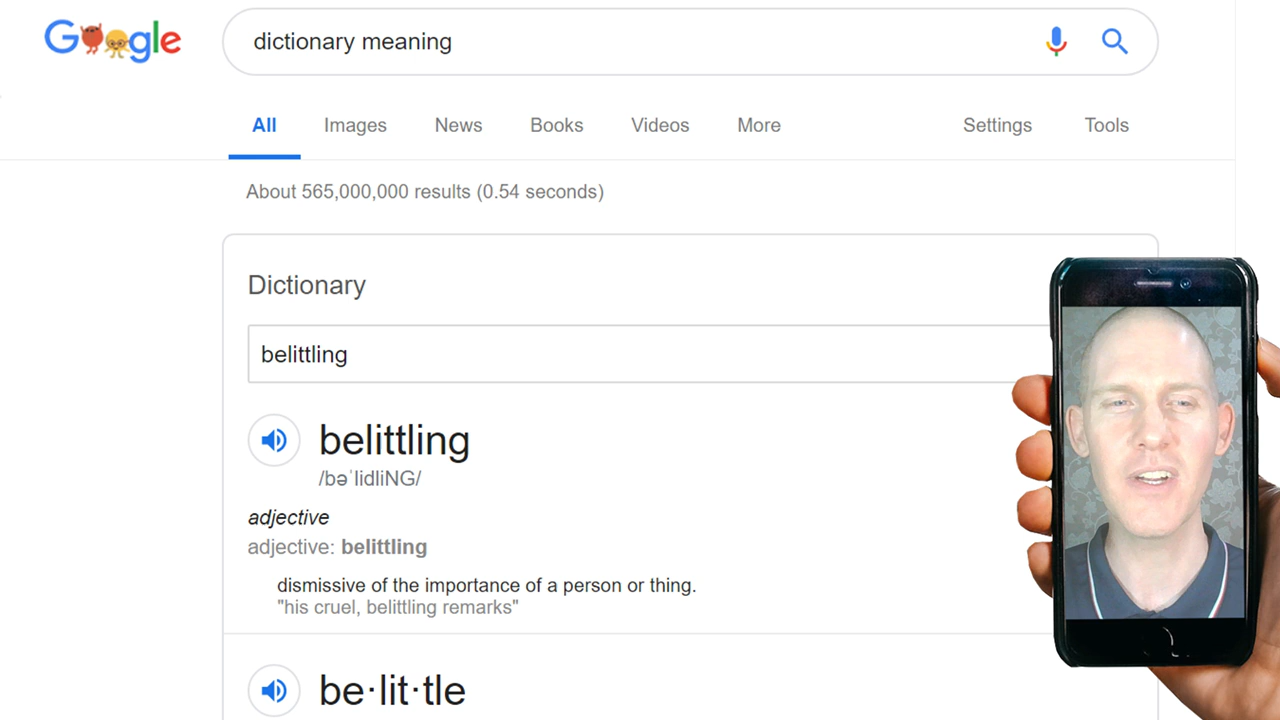 Google
dictionary meaning
All Images News Books Videos More Settings Tools
About 565,000,000 results (0.54 seconds)
Dictionary
belittling
belittling
/bəˈlidliNG/
adjective
adjective: belittling
dismissive of the importance of a person or thing.
"his cruel, belittling remarks"
be·lit·tle